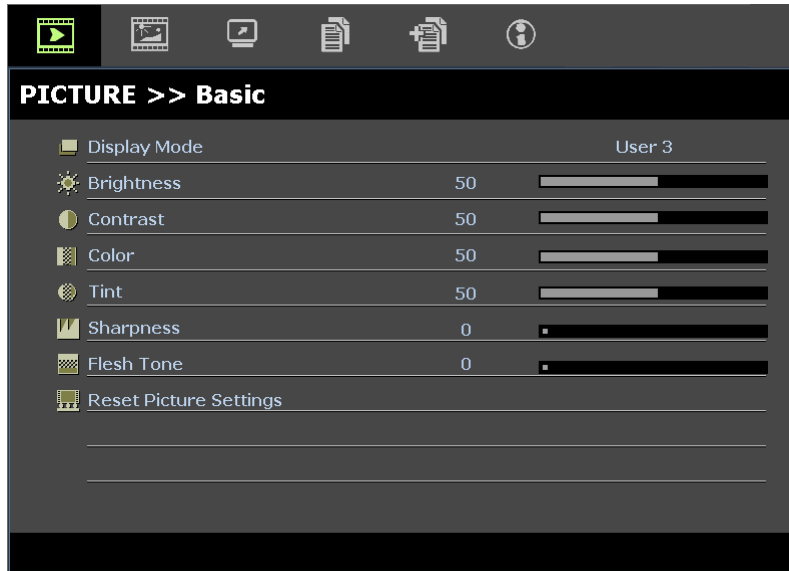 PICTURE >> Basic
Display Mode User 3
Brightness 50
Contrast 50
Color 50
Tint 50
Sharpness 0
Flesh Tone 0
Reset Picture Settings